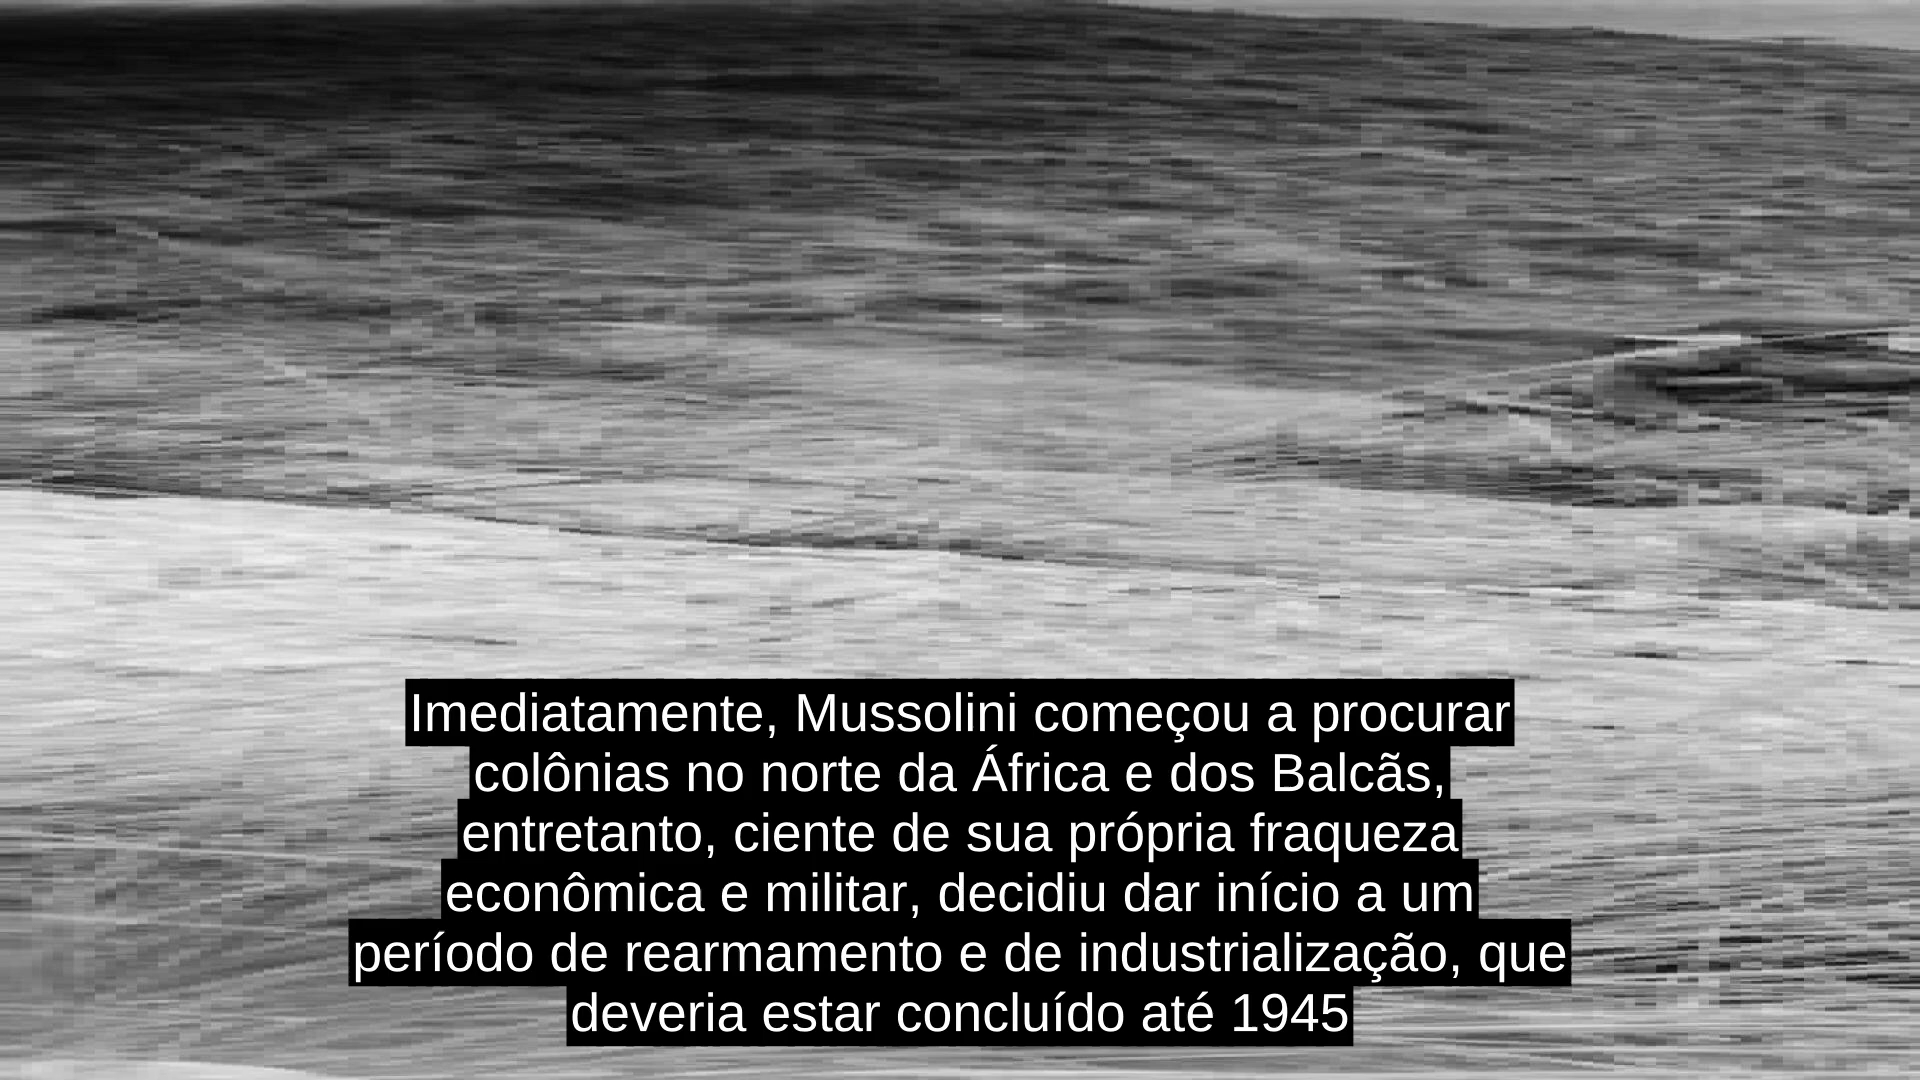 Imediatamente, Mussolini começou a procurar
colônias no norte da África e dos Balcãs,
entretanto, ciente de sua própria fraqueza
econômica e militar, decidiu dar início a um
período de rearmamento e de industrialização, que
deveria estar concluído até 1945